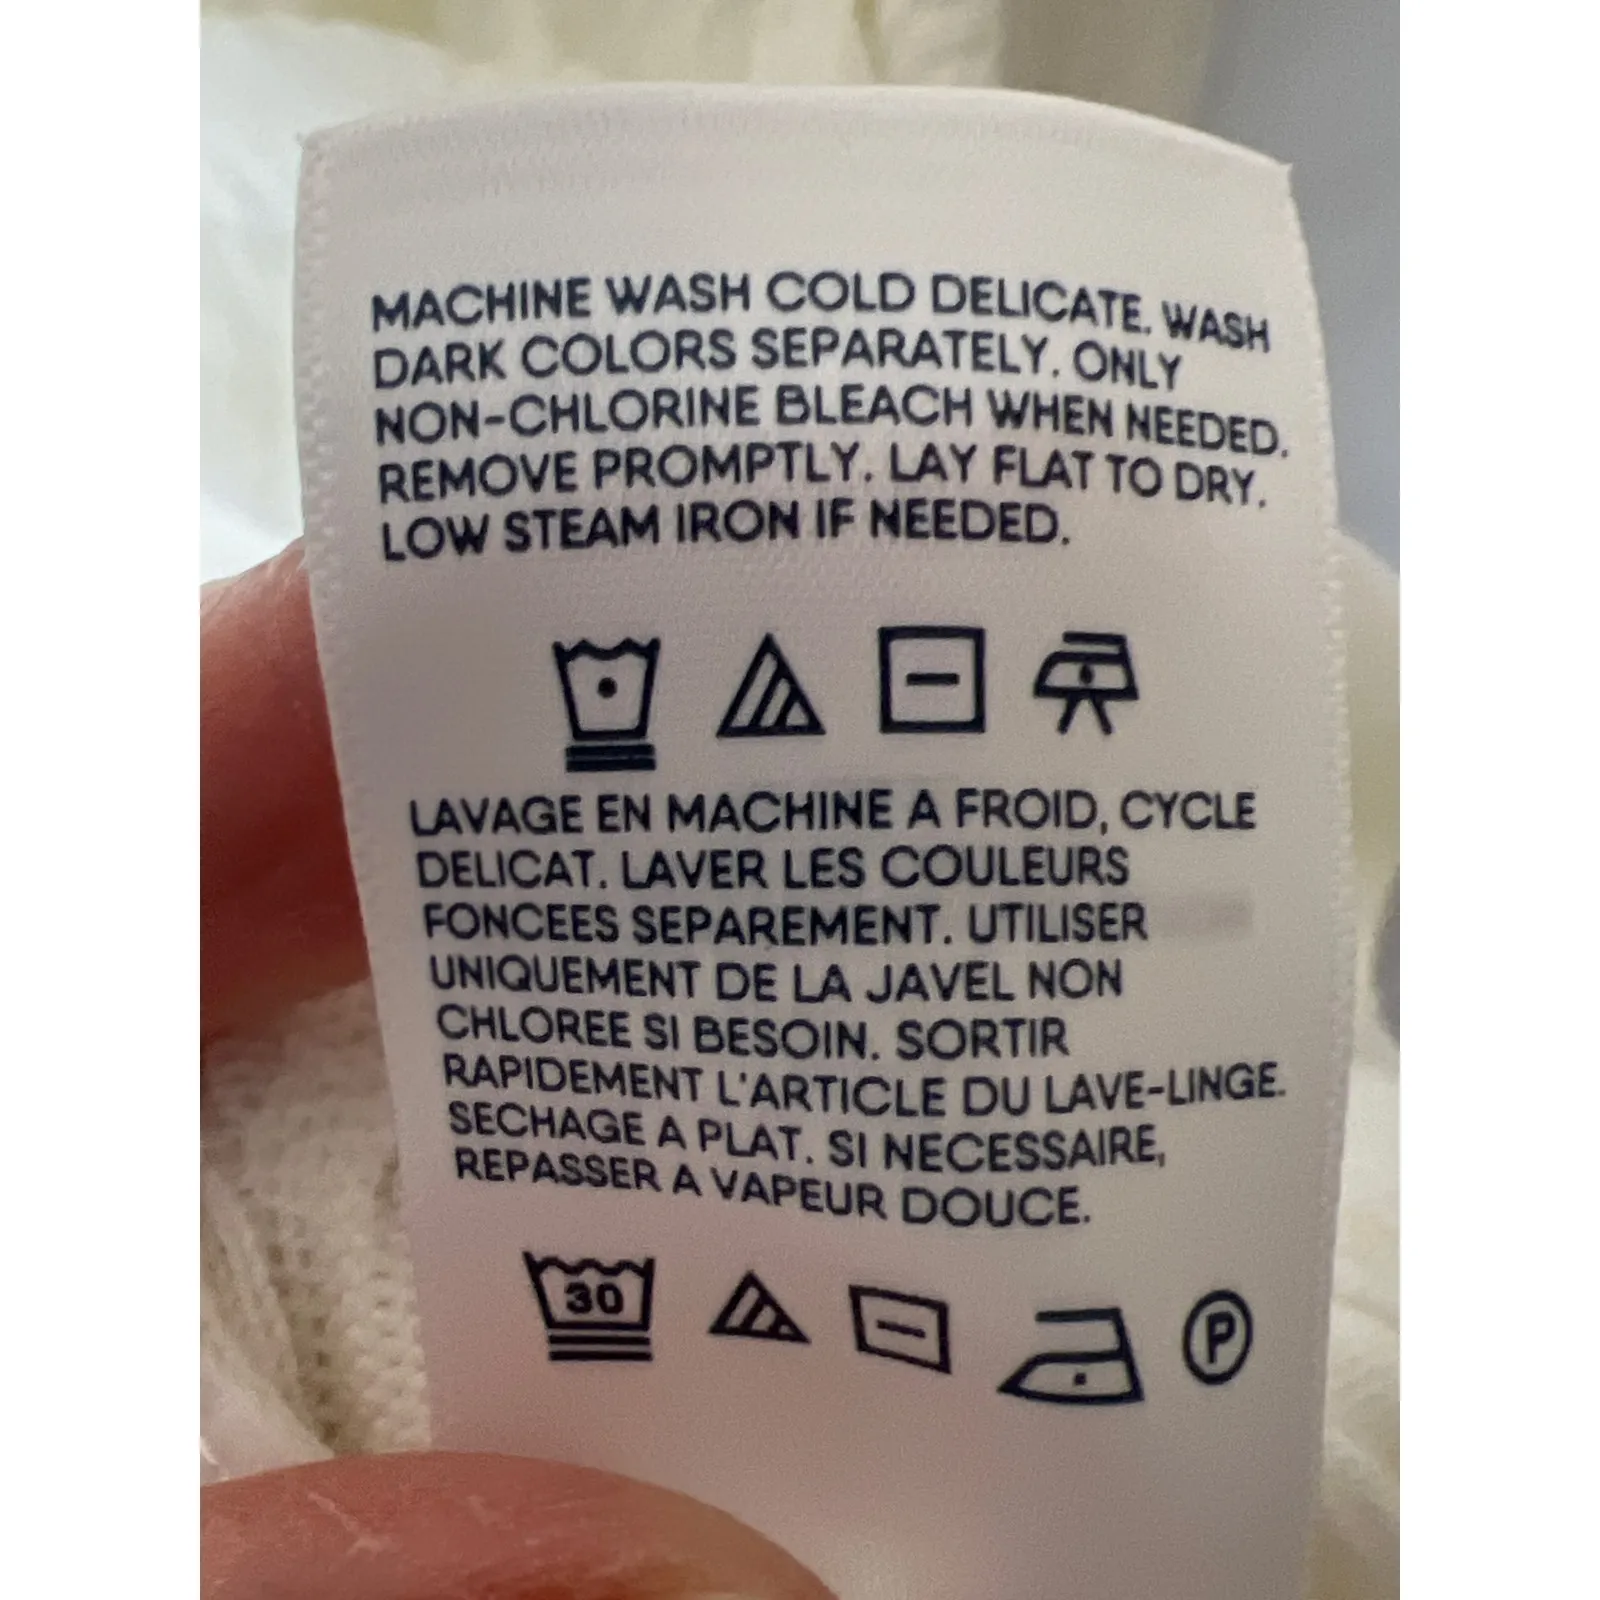 MACHINE WASH COLD DELICATE. WASH
DARK COLORS SEPARATELY. ONLY
NON-CHLORINE BLEACH WHEN NEEDED.
REMOVE PROMPTLY. LAY FLAT TO DRY.
LOW STEAM IRON IF NEEDED.
LAVAGE EN MACHINE A FROID, CYCLE
DELICAT. LAVER LES COULEURS
FONCEES SEPAREMENT. UTILISER
UNIQUEMENT DE LA JAVEL NON
CHLOREE SI BESOIN. SORTIR
RAPIDEMENT L'ARTICLE DU LAVE-LINGE.
SECHAGE A PLAT. SI NECESSAIRE,
REPASSER A VAPEUR DOUCE.
30 P